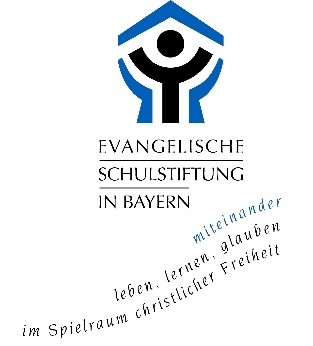 EVANGELISCHE
SCHULSTIFTUNG
IN BAYERN
miteinander
leben, lernen, glauben
im Spielraum christlicher Freiheit